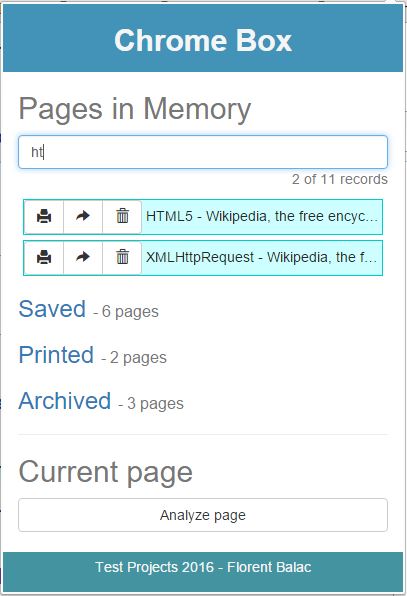 Chrome Box
Pages in Memory
ht
2 of 11 records
HTML5 - Wikipedia, the free encyc...
XMLHttpRequest - Wikipedia, the f...
Saved - 6 pages
Printed - 2 pages
Archived - 3 pages
Current page
Analyze page
Test Projects 2016 - Florent Balac